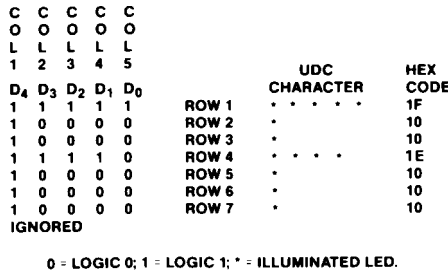 C C C C C
O O O O O
L L L L L
1 2 3 4 5 UDC HEX
D4 D3 D2 D1 D0 CHARACTER CODE
1 1 1 1 1 ROW 1 * * * * * 1F
1 0 0 0 0 ROW 2 * 10
1 0 0 0 0 ROW 3 * 10
1 1 1 1 0 ROW 4 * * * * 1E
1 0 0 0 0 ROW 5 * 10
1 0 0 0 0 ROW 6 * 10
1 0 0 0 0 ROW 7 * 10
IGNORED
0 = LOGIC 0; 1 = LOGIC 1; * = ILLUMINATED LED.